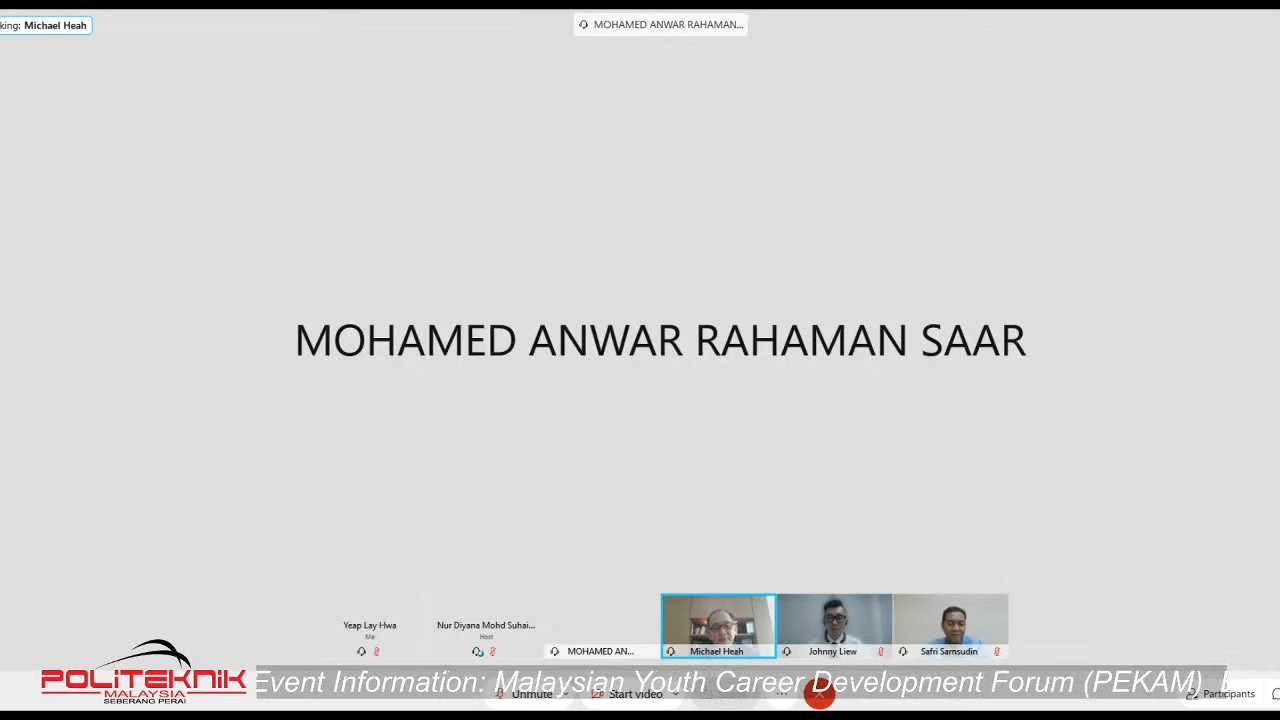 king: Michael Heah
MOHAMED ANWAR RAHAMAN...
MOHAMED ANWAR RAHAMAN SAAR
Yeap Lay Hwa
Me
Nur Diyana Mohd Suhai...
Host
MOHAMED AN...
Michael Heah
Johnny Liew
Safri Samsudin
POLITEKNIK
MALAYSIA
SEBERANG PERAI
Event Information: Malaysian Youth Career Development Forum (PEKAM)
Unmute
Start video
Participants